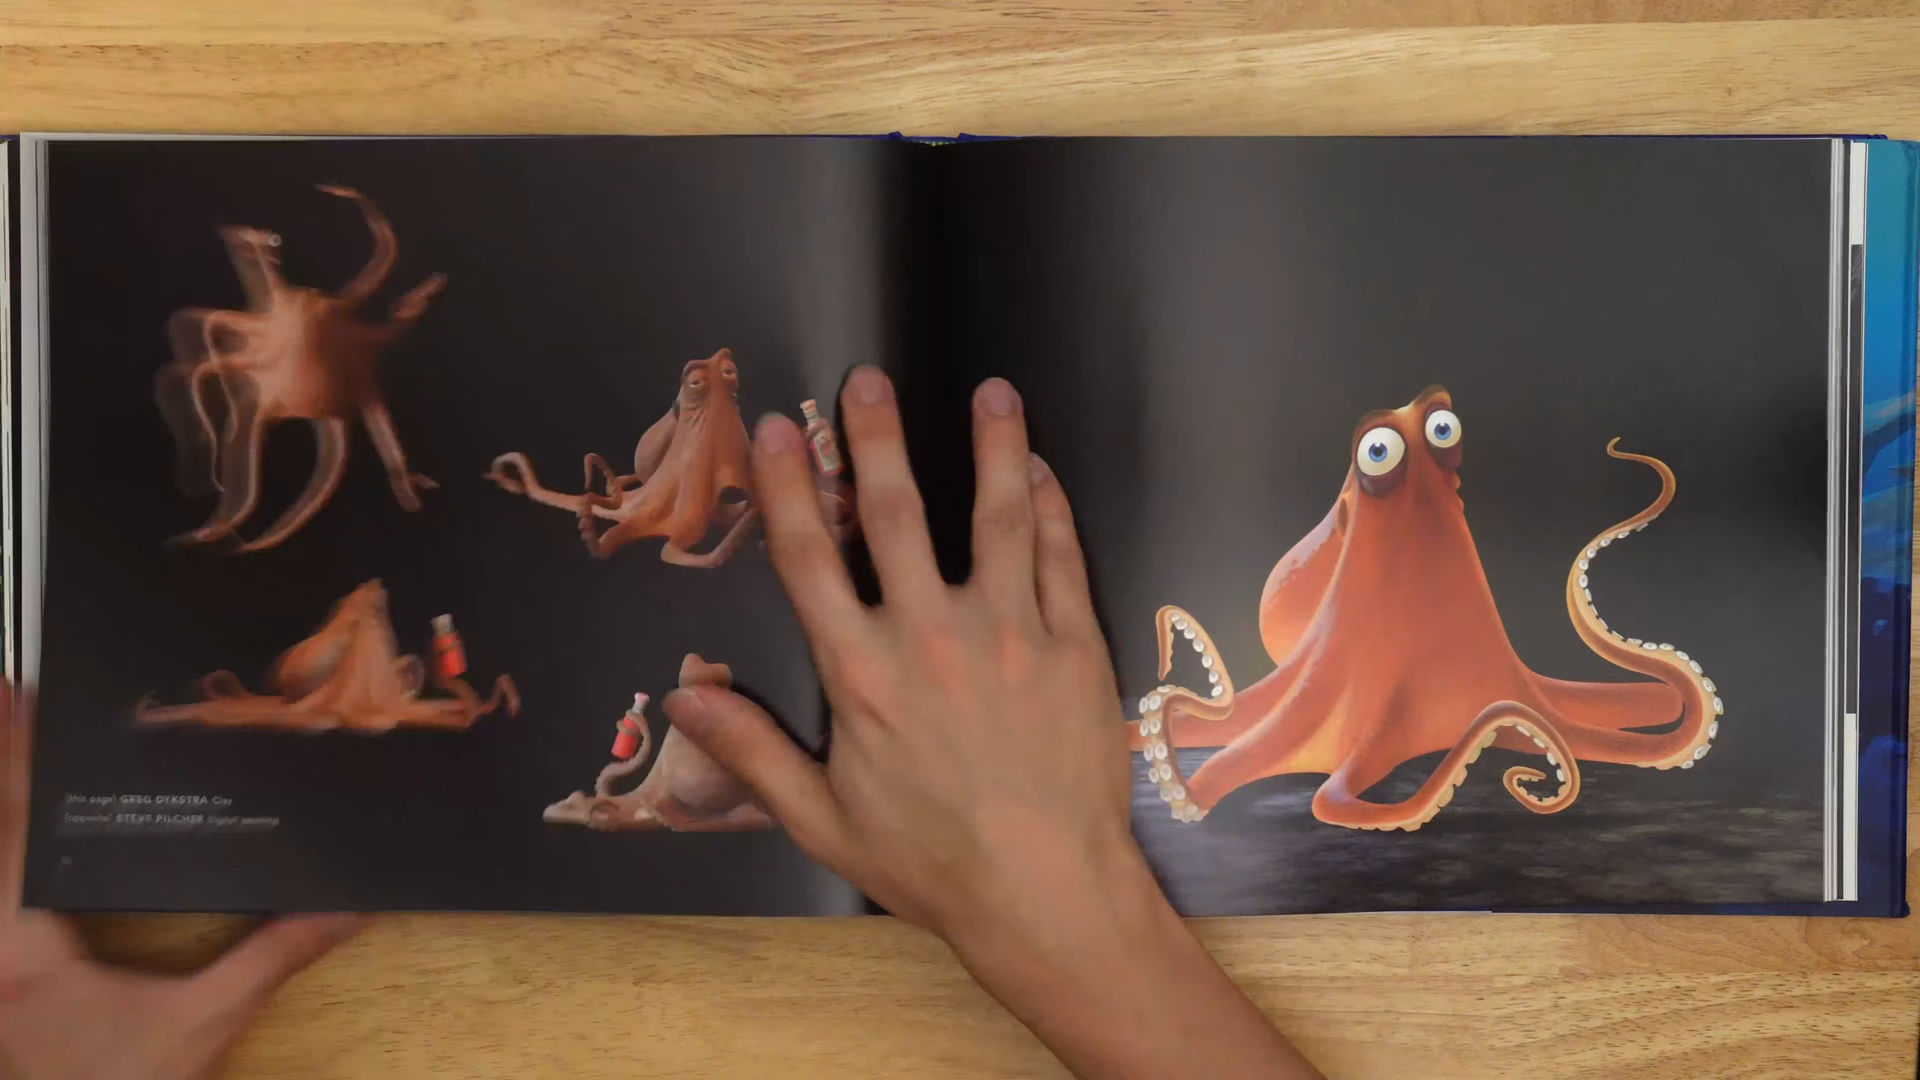 (this page) GREG DYKSTRA Clay
(opposite) STEVE PILCHER Digital painting